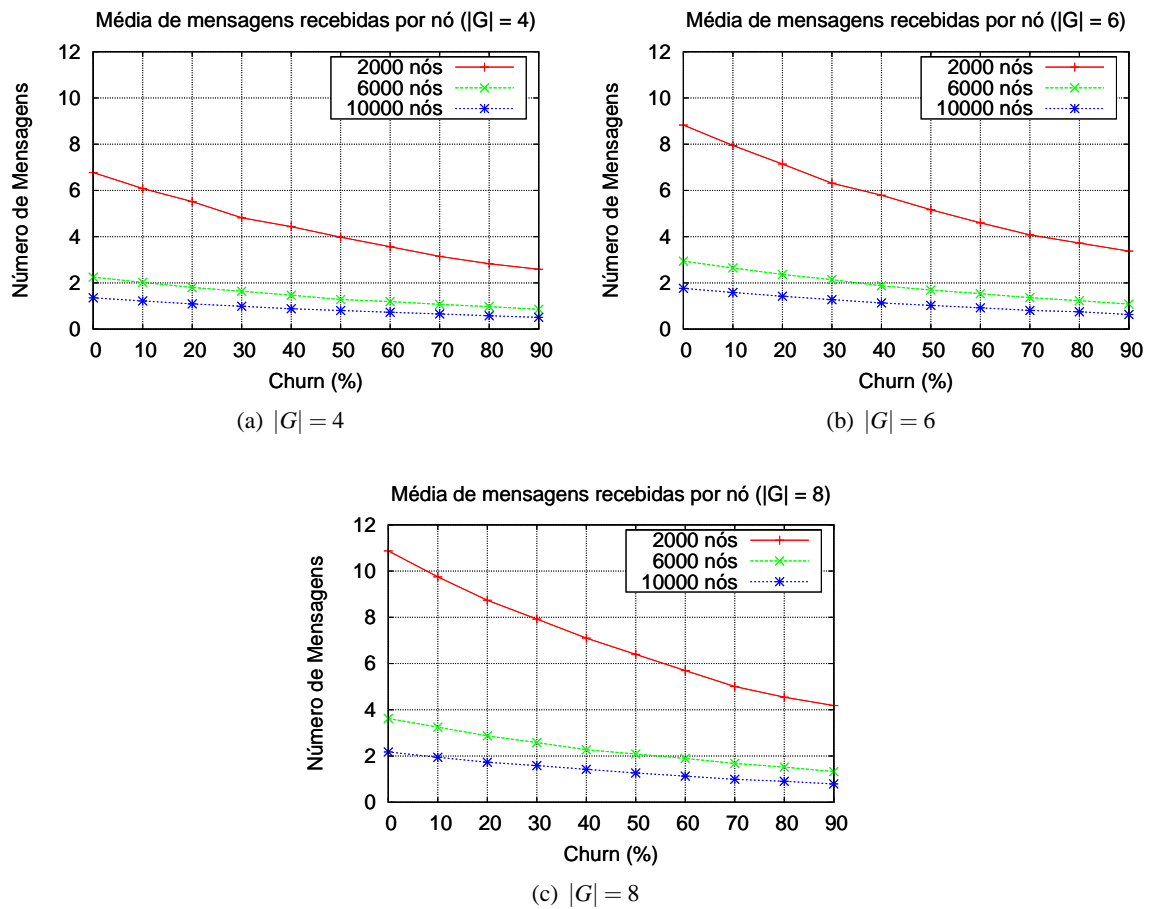 Média de mensagens recebidas por nó (|G| = 4)
12
10
8
6
4
2
0
Número de Mensagens
2000 nós
6000 nós
10000 nós
0 10 20 30 40 50 60 70 80 90
Churn (%)
(a) |G| = 4
Média de mensagens recebidas por nó (|G| = 6)
12
10
8
6
4
2
0
Número de Mensagens
2000 nós
6000 nós
10000 nós
0 10 20 30 40 50 60 70 80 90
Churn (%)
(b) |G| = 6
Média de mensagens recebidas por nó (|G| = 8)
12
10
8
6
4
2
0
Número de Mensagens
2000 nós
6000 nós
10000 nós
0 10 20 30 40 50 60 70 80 90
Churn (%)
(c) |G| = 8